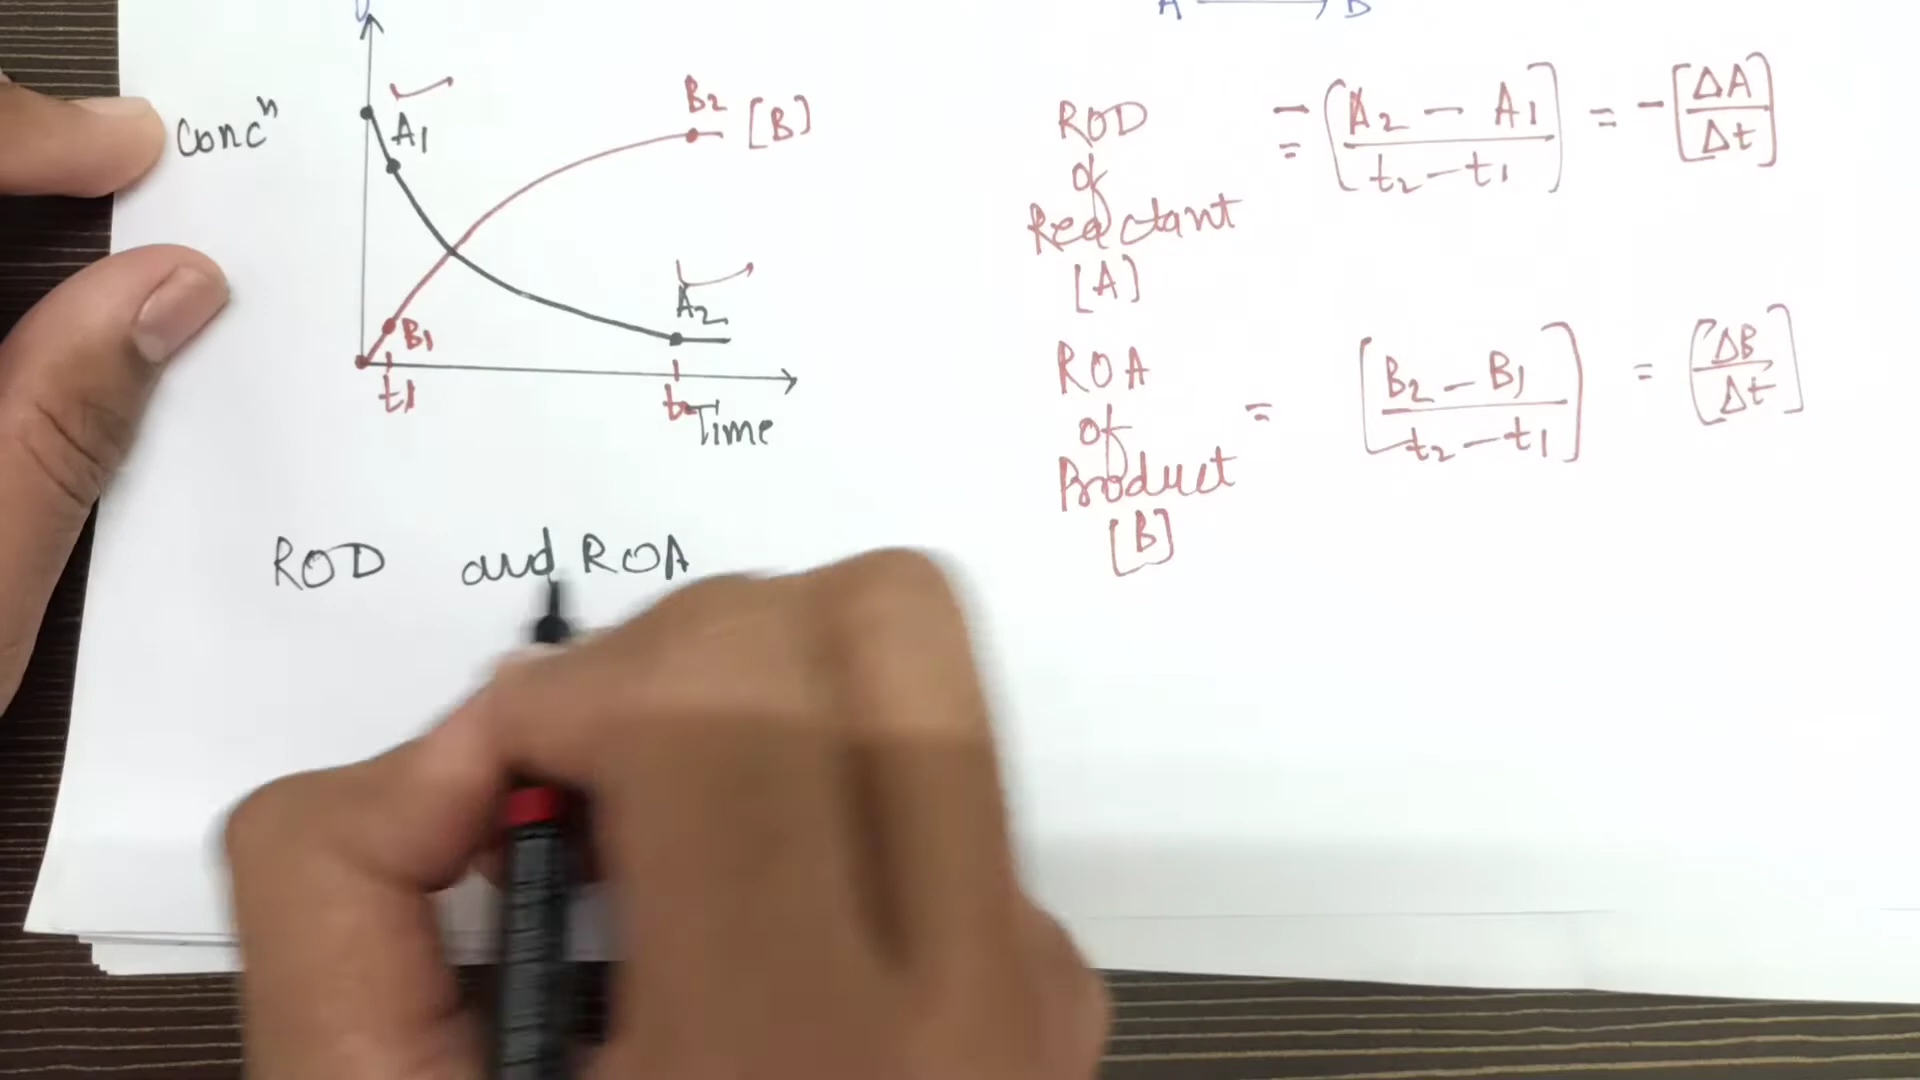 A → B
Concⁿ
A1
B2 [B]
A2
B1
t1
t2
Time
ROD of Reactant [A] = - [A2 - A1 / t2 - t1] = - [ΔA / Δt]
ROA of Product [B] = [B2 - B1 / t2 - t1] = [ΔB / Δt]
ROD and ROA